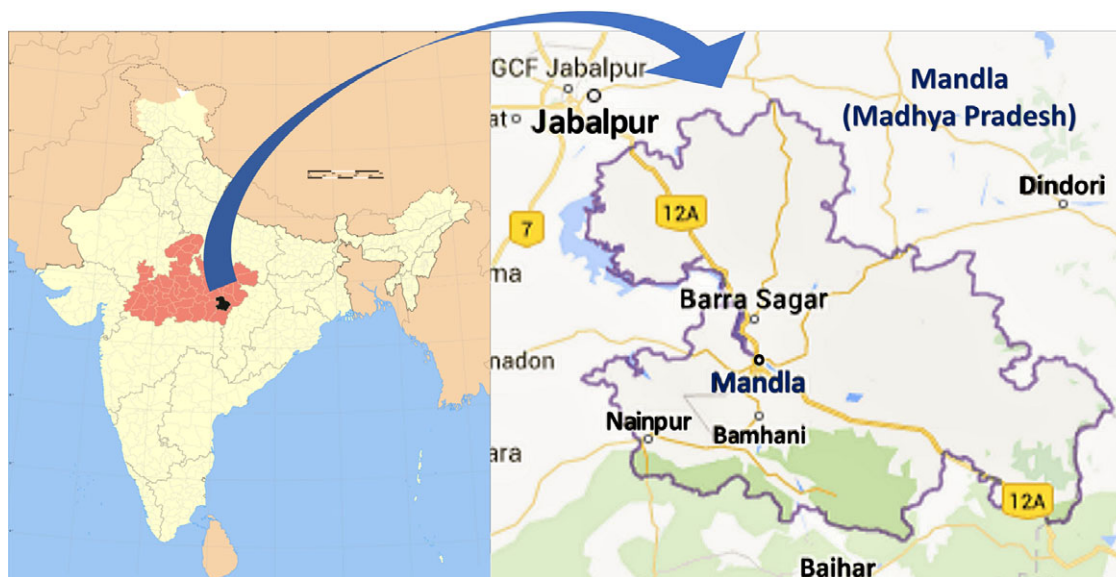 GCF Jabalpur
Jabalpur
at
Mandla
(Madhya Pradesh)
Dindori
12A
7
ma
Barra Sagar
nadon
Mandla
Nainpur
Bamhani
ara
12A
Baihar